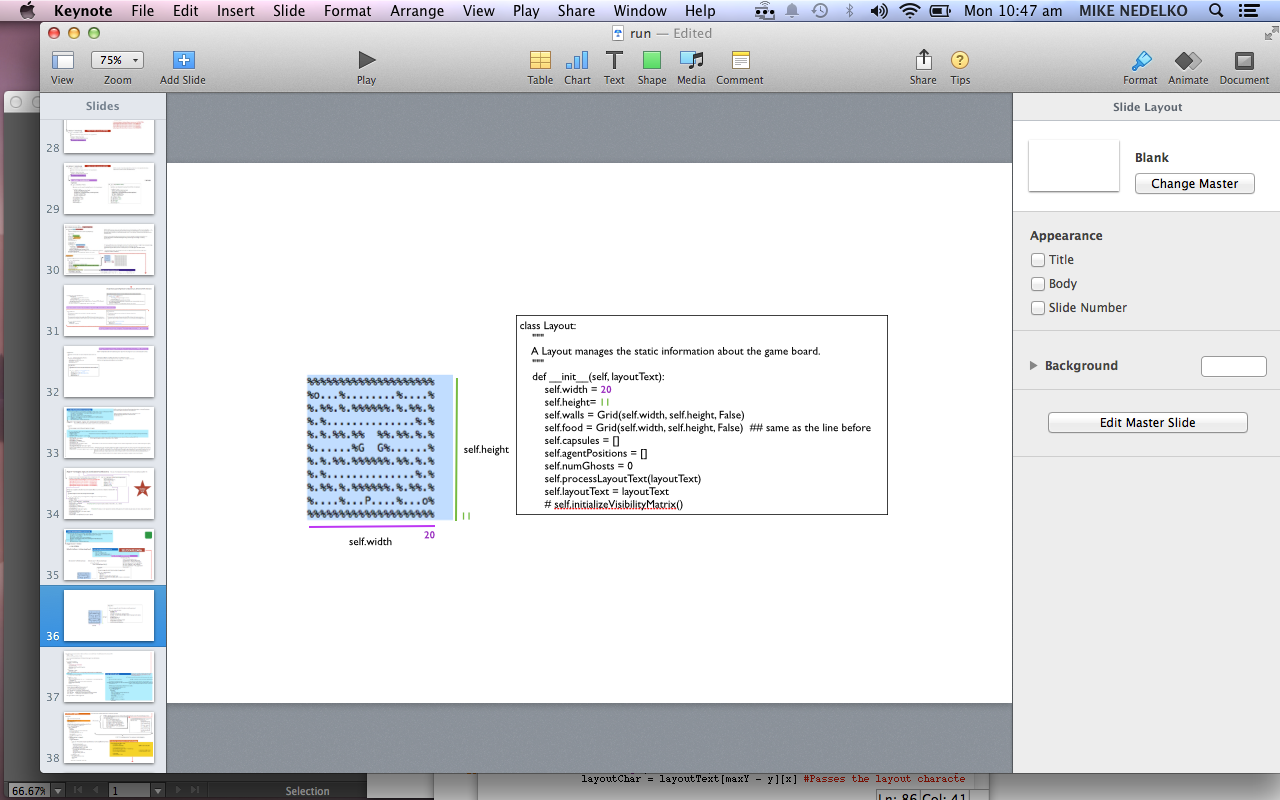 Keynote File Edit Insert Slide Format Arrange View Play Share Window Help Mon 10:47 am MIKE NEDELKO
run — Edited
75%
View Zoom Add Slide Play Table Chart Text Shape Media Comment Share Tips Format Animate Document
Slides
28
29
30
31
32
33
34
35
36
37
38
%%%%%%%%%%%%%%%%%%%%
%o...%........%....%
%.%%.%.%%%%%%.%.%%.%
%.%..............%.%
%.%.%%.%%  %%.%%.%.%
%......%G  G%......%
%.%.%%.%%%%%%.%%.%.%
%.%..............%.%
%.%%.%.%%%%%%.%.%%.%
%....%...P....%...o%
%%%%%%%%%%%%%%%%%%%%
self.height
11
20
self.width
class Layout:
"""
A Layout manages the static information about the game board.
"""
def __init__(self, layoutText):
self.width = 20
self.height= 11
self.walls = Grid(self.width, self.height, False)
self.food = Grid(self.width, self.height, False) ## same as the line before
self.capsules = []
self.agentPositions = []
self.numGhosts = 0
self.processLayoutText(layoutText)
self.layoutText = layoutText
# self.initializeVisibilityMatrix()
Slide Layout
Blank
Change Master
Appearance
Title
Body
Slide Number
Background
Edit Master Slide
66.67%
1
Selection
layoutChar = layoutText[maxY - y][x] #Passes the layout characte
Ln: 86 Col: 41